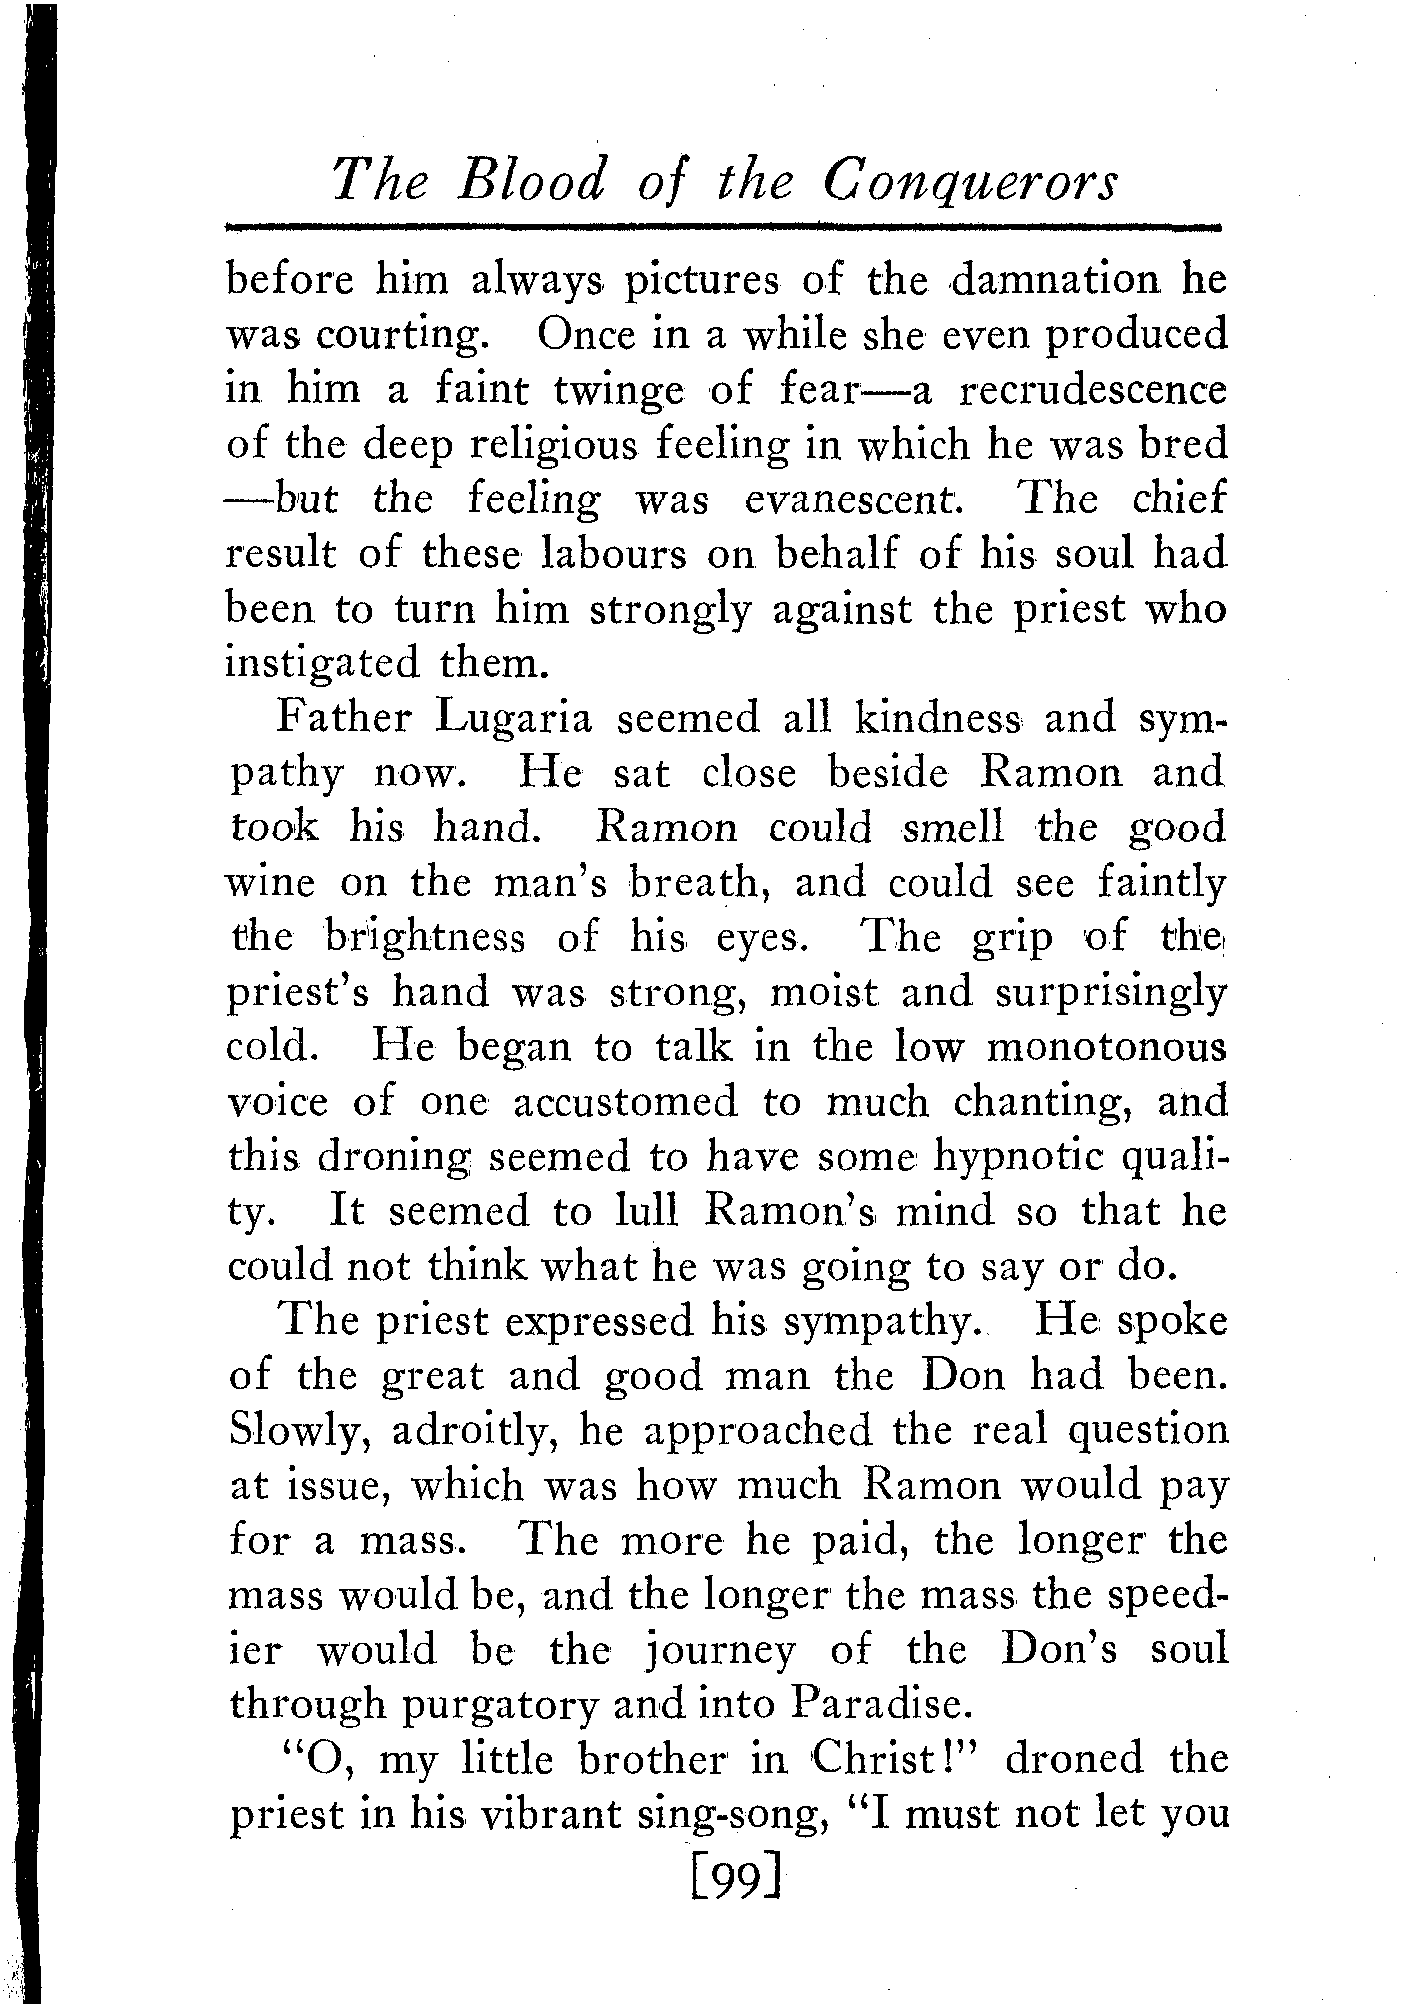 The Blood of the Conquerors
before him always pictures of the damnation he
was courting. Once in a while she even produced
in him a faint twinge of fear—a recrudescence
of the deep religious feeling in which he was bred
—but the feeling was evanescent. The chief
result of these labours on behalf of his soul had
been to turn him strongly against the priest who
instigated them.
Father Lugaria seemed all kindness and sym-
pathy now. He sat close beside Ramon and
took his hand. Ramon could smell the good
wine on the man's breath, and could see faintly
the brightness of his eyes. The grip of the
priest's hand was strong, moist and surprisingly
cold. He began to talk in the low monotonous
voice of one accustomed to much chanting, and
this droning seemed to have some hypnotic quali-
ty. It seemed to lull Ramon's mind so that he
could not think what he was going to say or do.
The priest expressed his sympathy. He spoke
of the great and good man the Don had been.
Slowly, adroitly, he approached the real question
at issue, which was how much Ramon would pay
for a mass. The more he paid, the longer the
mass would be, and the longer the mass the speed-
ier would be the journey of the Don's soul
through purgatory and into Paradise.
"O, my little brother in Christ!" droned the
priest in his vibrant sing-song, "I must not let you
[99]